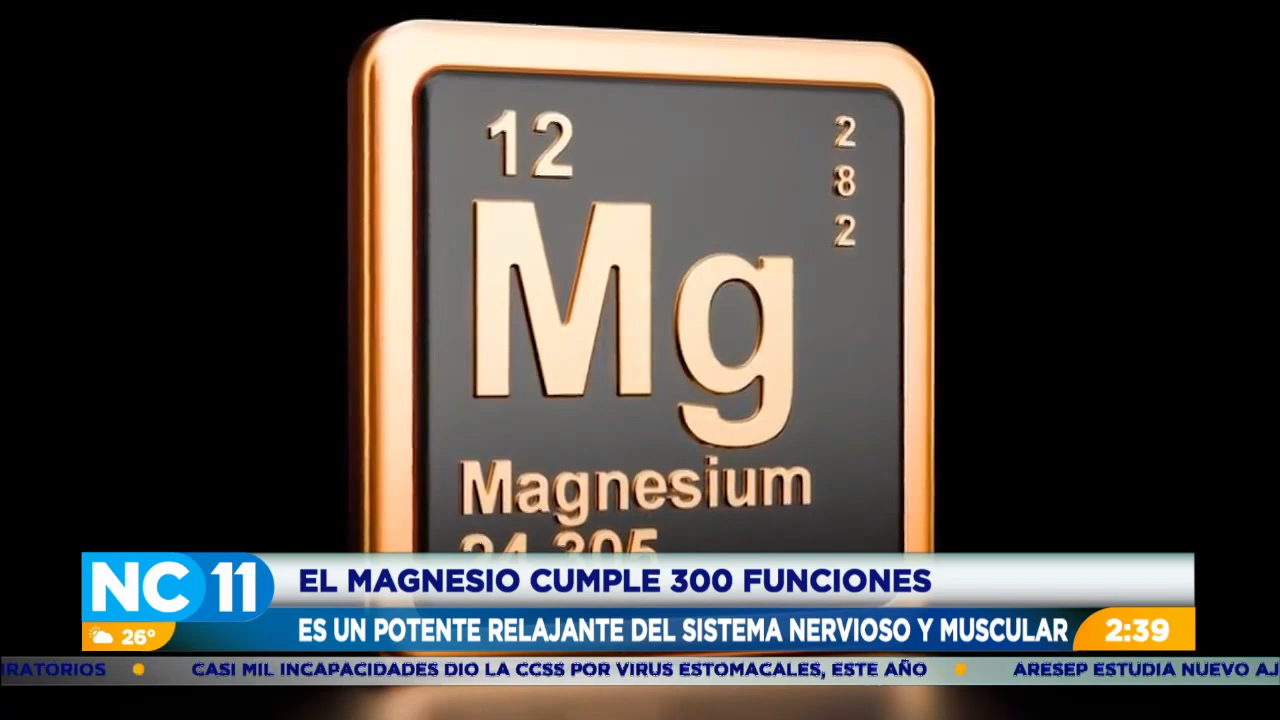 12
2
8
2
Mg
Magnesium
24.305
NC 11
EL MAGNESIO CUMPLE 300 FUNCIONES
26°
ES UN POTENTE RELAJANTE DEL SISTEMA NERVIOSO Y MUSCULAR
2:39
CASI MIL INCAPACIDADES DIO LA CCSS POR VIRUS ESTOMACALES, ESTE AÑO
ARESEP ESTUDIA NUEVO